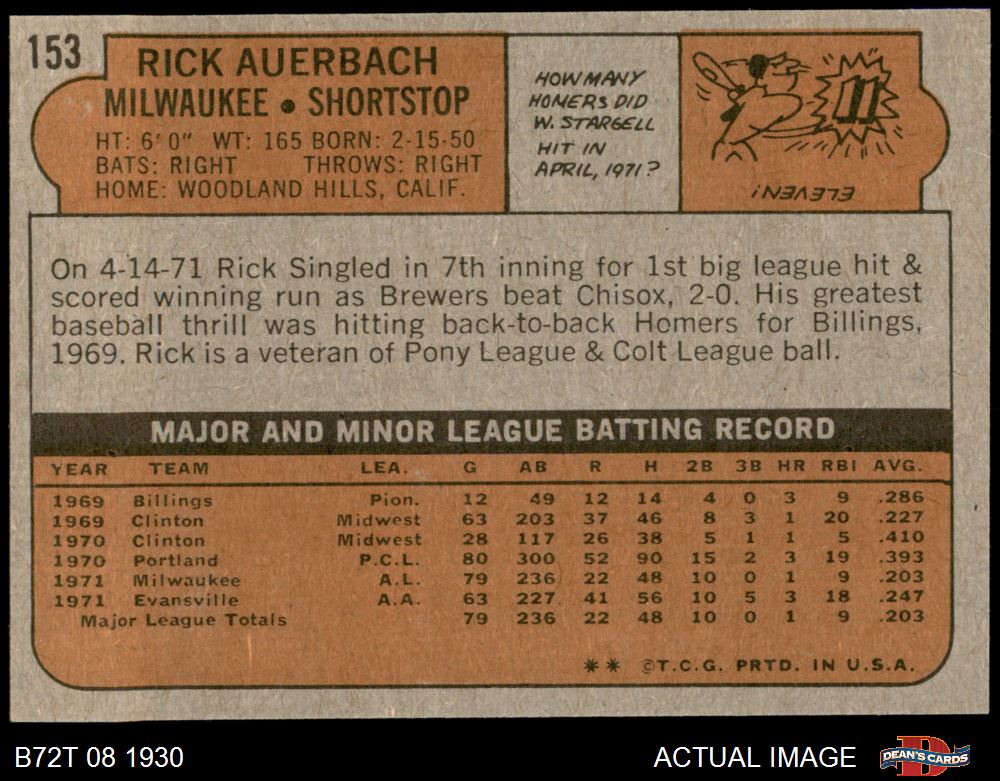 153
RICK AUERBACH
MILWAUKEE • SHORTSTOP
HT: 6' 0" WT: 165 BORN: 2-15-50
BATS: RIGHT THROWS: RIGHT
HOME: WOODLAND HILLS, CALIF.
HOW MANY
HOMERS DID
W. STARGELL
HIT IN
APRIL, 1971?
11
ELEVEN!
On 4-14-71 Rick Singled in 7th inning for 1st big league hit &
scored winning run as Brewers beat Chisox, 2-0. His greatest
baseball thrill was hitting back-to-back Homers for Billings,
1969. Rick is a veteran of Pony League & Colt League ball.
MAJOR AND MINOR LEAGUE BATTING RECORD
YEAR TEAM LEA. G AB R H 2B 3B HR RBI AVG.
1969 Billings Pion. 12 49 12 14 4 0 3 9 .286
1969 Clinton Midwest 63 203 37 46 8 3 1 20 .227
1970 Clinton Midwest 28 117 26 38 5 1 1 5 .410
1970 Portland P.C.L. 80 300 52 90 15 2 3 19 .393
1971 Milwaukee A.L. 79 236 22 48 10 0 1 9 .203
1971 Evansville A.A. 63 227 41 56 10 5 3 18 .247
Major League Totals 79 236 22 48 10 0 1 9 .203
** ©T.C.G. PRTD. IN U.S.A.
B72T 08 1930 ACTUAL IMAGE DEAN'S CARDS